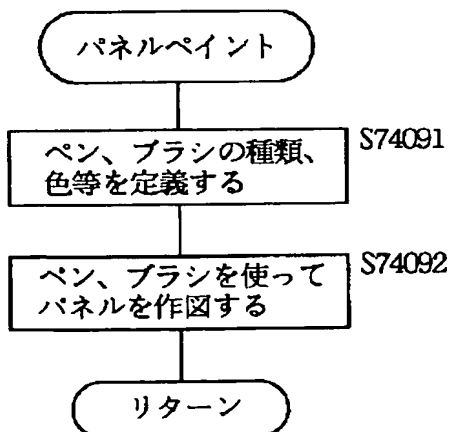 パネルペイント
ペン、ブラシの種類、
色等を定義する
S74091
ペン、ブラシを使って
パネルを作図する
S74092
リターン